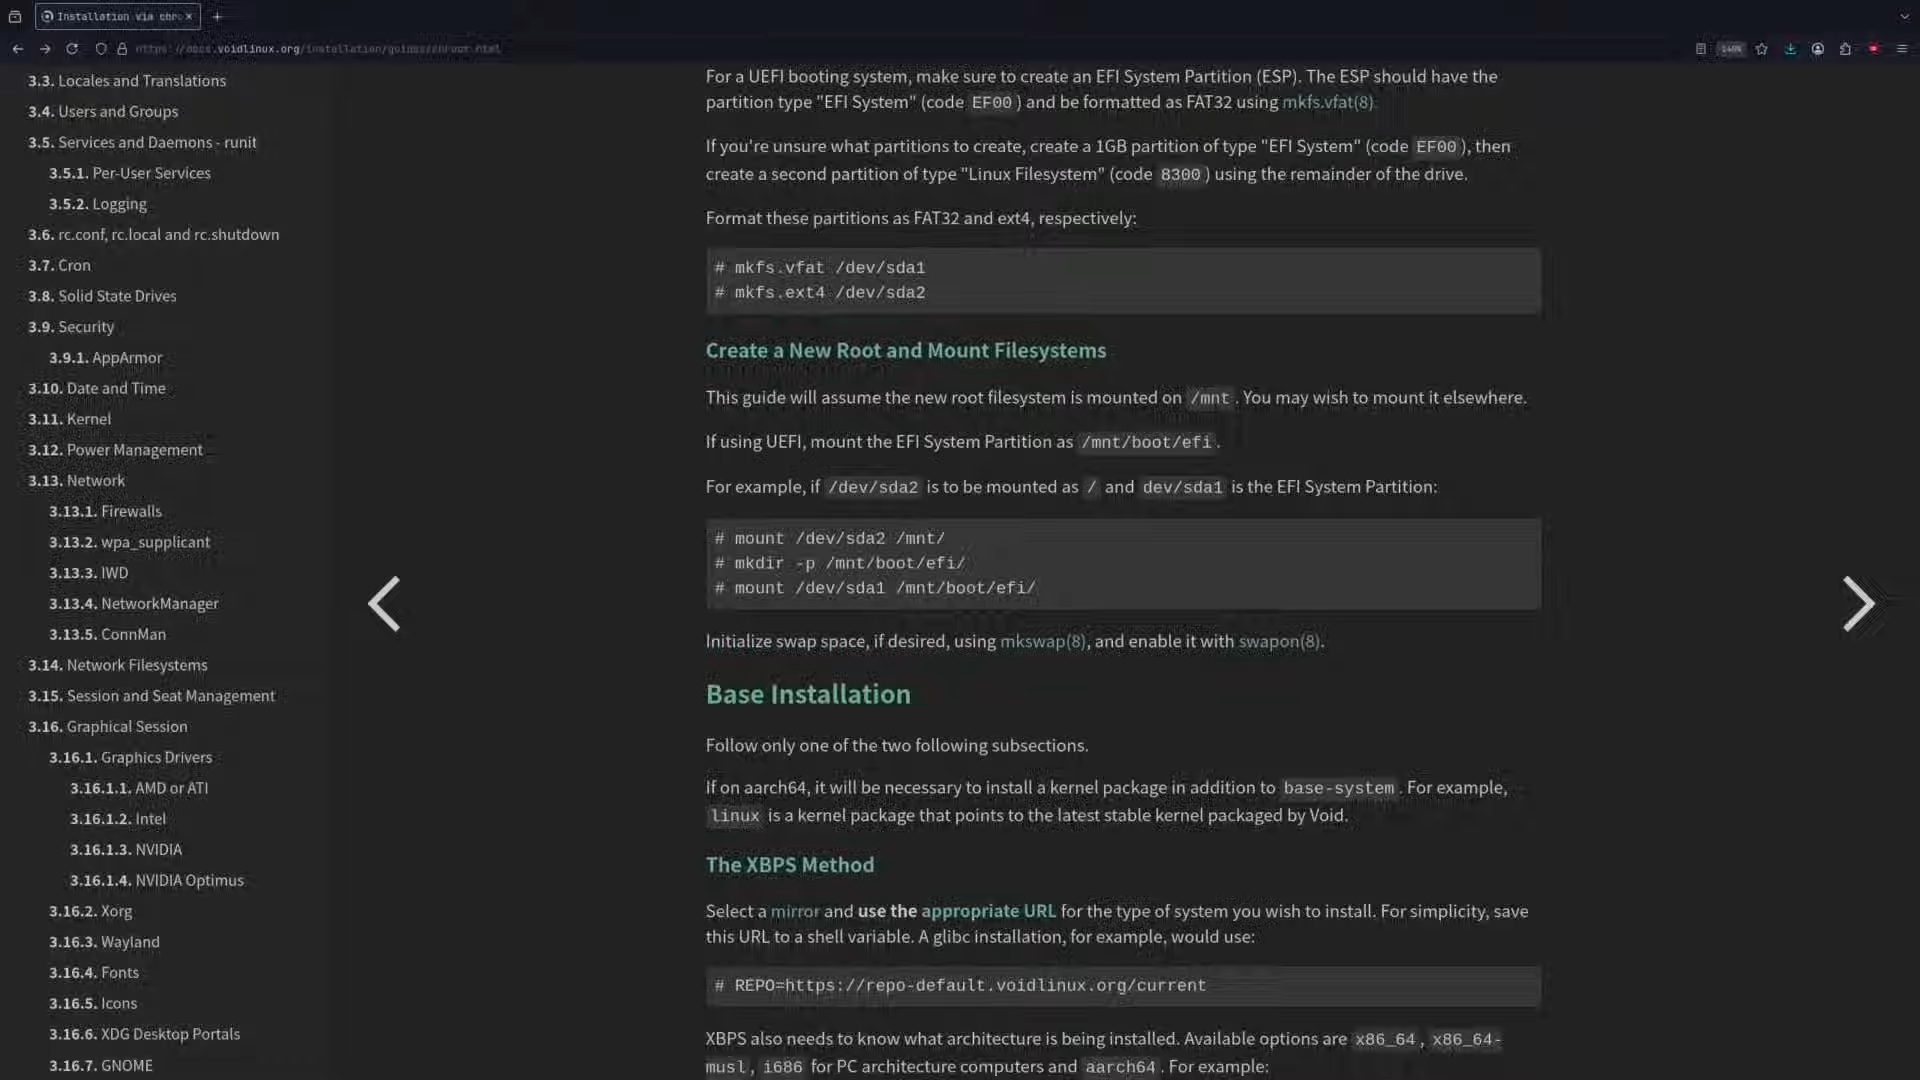 Installation via chr
https://docs.voidlinux.org/installation/guides/chroot.html
140%
3.3. Locales and Translations
3.4. Users and Groups
3.5. Services and Daemons - runit
3.5.1. Per-User Services
3.5.2. Logging
3.6. rc.conf, rc.local and rc.shutdown
3.7. Cron
3.8. Solid State Drives
3.9. Security
3.9.1. AppArmor
3.10. Date and Time
3.11. Kernel
3.12. Power Management
3.13. Network
3.13.1. Firewalls
3.13.2. wpa_supplicant
3.13.3. IWD
3.13.4. NetworkManager
3.13.5. ConnMan
3.14. Network Filesystems
3.15. Session and Seat Management
3.16. Graphical Session
3.16.1. Graphics Drivers
3.16.1.1. AMD or ATI
3.16.1.2. Intel
3.16.1.3. NVIDIA
3.16.1.4. NVIDIA Optimus
3.16.2. Xorg
3.16.3. Wayland
3.16.4. Fonts
3.16.5. Icons
3.16.6. XDG Desktop Portals
3.16.7. GNOME
For a UEFI booting system, make sure to create an EFI System Partition (ESP). The ESP should have the
partition type "EFI System" (code EF00) and be formatted as FAT32 using mkfs.vfat(8).
If you're unsure what partitions to create, create a 1GB partition of type "EFI System" (code EF00), then
create a second partition of type "Linux Filesystem" (code 8300) using the remainder of the drive.
Format these partitions as FAT32 and ext4, respectively:
# mkfs.vfat /dev/sda1
# mkfs.ext4 /dev/sda2
Create a New Root and Mount Filesystems
This guide will assume the new root filesystem is mounted on /mnt. You may wish to mount it elsewhere.
If using UEFI, mount the EFI System Partition as /mnt/boot/efi.
For example, if /dev/sda2 is to be mounted as / and dev/sda1 is the EFI System Partition:
# mount /dev/sda2 /mnt/
# mkdir -p /mnt/boot/efi/
# mount /dev/sda1 /mnt/boot/efi/
Initialize swap space, if desired, using mkswap(8), and enable it with swapon(8).
Base Installation
Follow only one of the two following subsections.
If on aarch64, it will be necessary to install a kernel package in addition to base-system. For example,
linux is a kernel package that points to the latest stable kernel packaged by Void.
The XBPS Method
Select a mirror and use the appropriate URL for the type of system you wish to install. For simplicity, save
this URL to a shell variable. A glibc installation, for example, would use:
# REPO=https://repo-default.voidlinux.org/current
XBPS also needs to know what architecture is being installed. Available options are x86_64, x86_64-
musl, i686 for PC architecture computers and aarch64. For example: